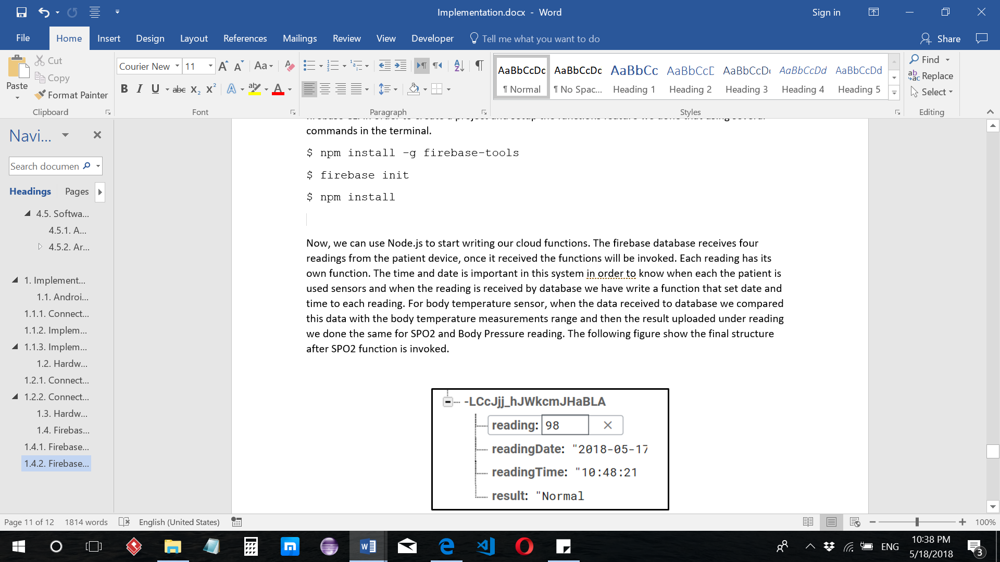 Implementation.docx - Word
Sign in
File
Home
Insert
Design
Layout
References
Mailings
Review
View
Developer
Tell me what you want to do
Share
Paste
Cut
Copy
Format Painter
Clipboard
Courier New
11
Font
Paragraph
AaBbCcDc
¶ Normal
AaBbCcDc
¶ No Spac...
AaBbCc
Heading 1
AaBbCcD
Heading 2
AaBbCcDc
Heading 3
AaBbCcDd
Heading 4
AaBbCcDd
Heading 5
Styles
Find
Replace
Select
Editing
Navi...
Search documen
Headings
Pages
4.5. Softwa...
4.5.1. A...
4.5.2. Ar...
1. Implement...
1.1. Androi...
1.1.1. Connect...
1.1.2. Implem...
1.1.3. Implem...
1.2. Hardw...
1.2.1. Connect...
1.2.2. Connect...
1.3. Hardw...
1.4. Firebas...
1.4.1. Firebase...
1.4.2. Firebase...
commands in the terminal.
$ npm install -g firebase-tools
$ firebase init
$ npm install
Now, we can use Node.js to start writing our cloud functions. The firebase database receives four
readings from the patient device, once it received the functions will be invoked. Each reading has its
own function. The time and date is important in this system in order to know when each the patient is
used sensors and when the reading is received by database we have write a function that set date and
time to each reading. For body temperature sensor, when the data received to database we compared
this data with the body temperature measurements range and then the result uploaded under reading
we done the same for SPO2 and Body Pressure reading. The following figure show the final structure
after SPO2 function is invoked.
-LCcJjj_hJWkcmJHaBLA
reading: 98
readingDate: "2018-05-17
readingTime: "10:48:21
result: "Normal
Page 11 of 12
1814 words
English (United States)
100%
ENG
10:38 PM
5/18/2018
3